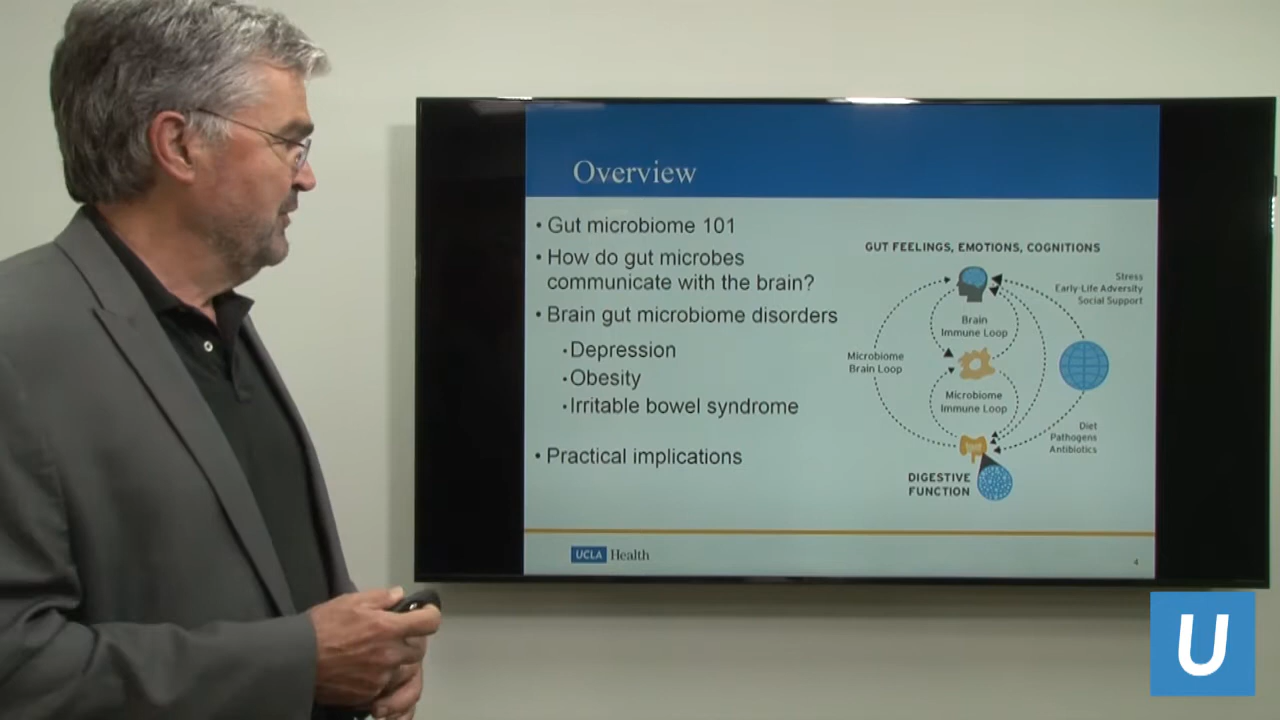 Overview
• Gut microbiome 101
• How do gut microbes
communicate with the brain?
• Brain gut microbiome disorders
• Depression
• Obesity
• Irritable bowel syndrome
• Practical implications
GUT FEELINGS, EMOTIONS, COGNITIONS
Stress
Early-Life Adversity
Social Support
Brain
Immune Loop
Microbiome
Brain Loop
Microbiome
Immune Loop
Diet
Pathogens
Antibiotics
DIGESTIVE
FUNCTION
UCLA Health
4
U